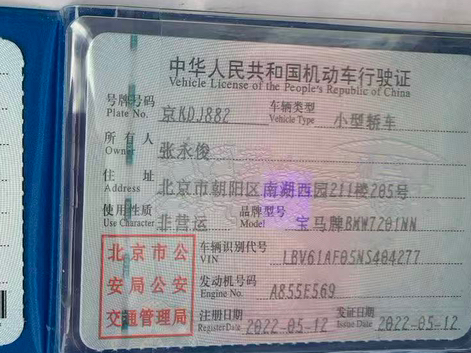 中华人民共和国机动车行驶证
Vehicle License of the People's Republic of China
号牌号码 京KDJ882 车辆类型 小型轿车
Plate No. Vehicle Type
所有人 张永俊
Owner
住址 北京市朝阳区南湖西园211楼205号
Address
使用性质 非营运 品牌型号 宝马牌BMW7201NN
Use Character Model
北京市公
安局公安
交通管理局
车辆识别代号 LBV61AF05NS404277
VIN
发动机号码 A855E569
Engine No.
注册日期 2022-05-12 发证日期 2022-05-12
Register Date Issue Date